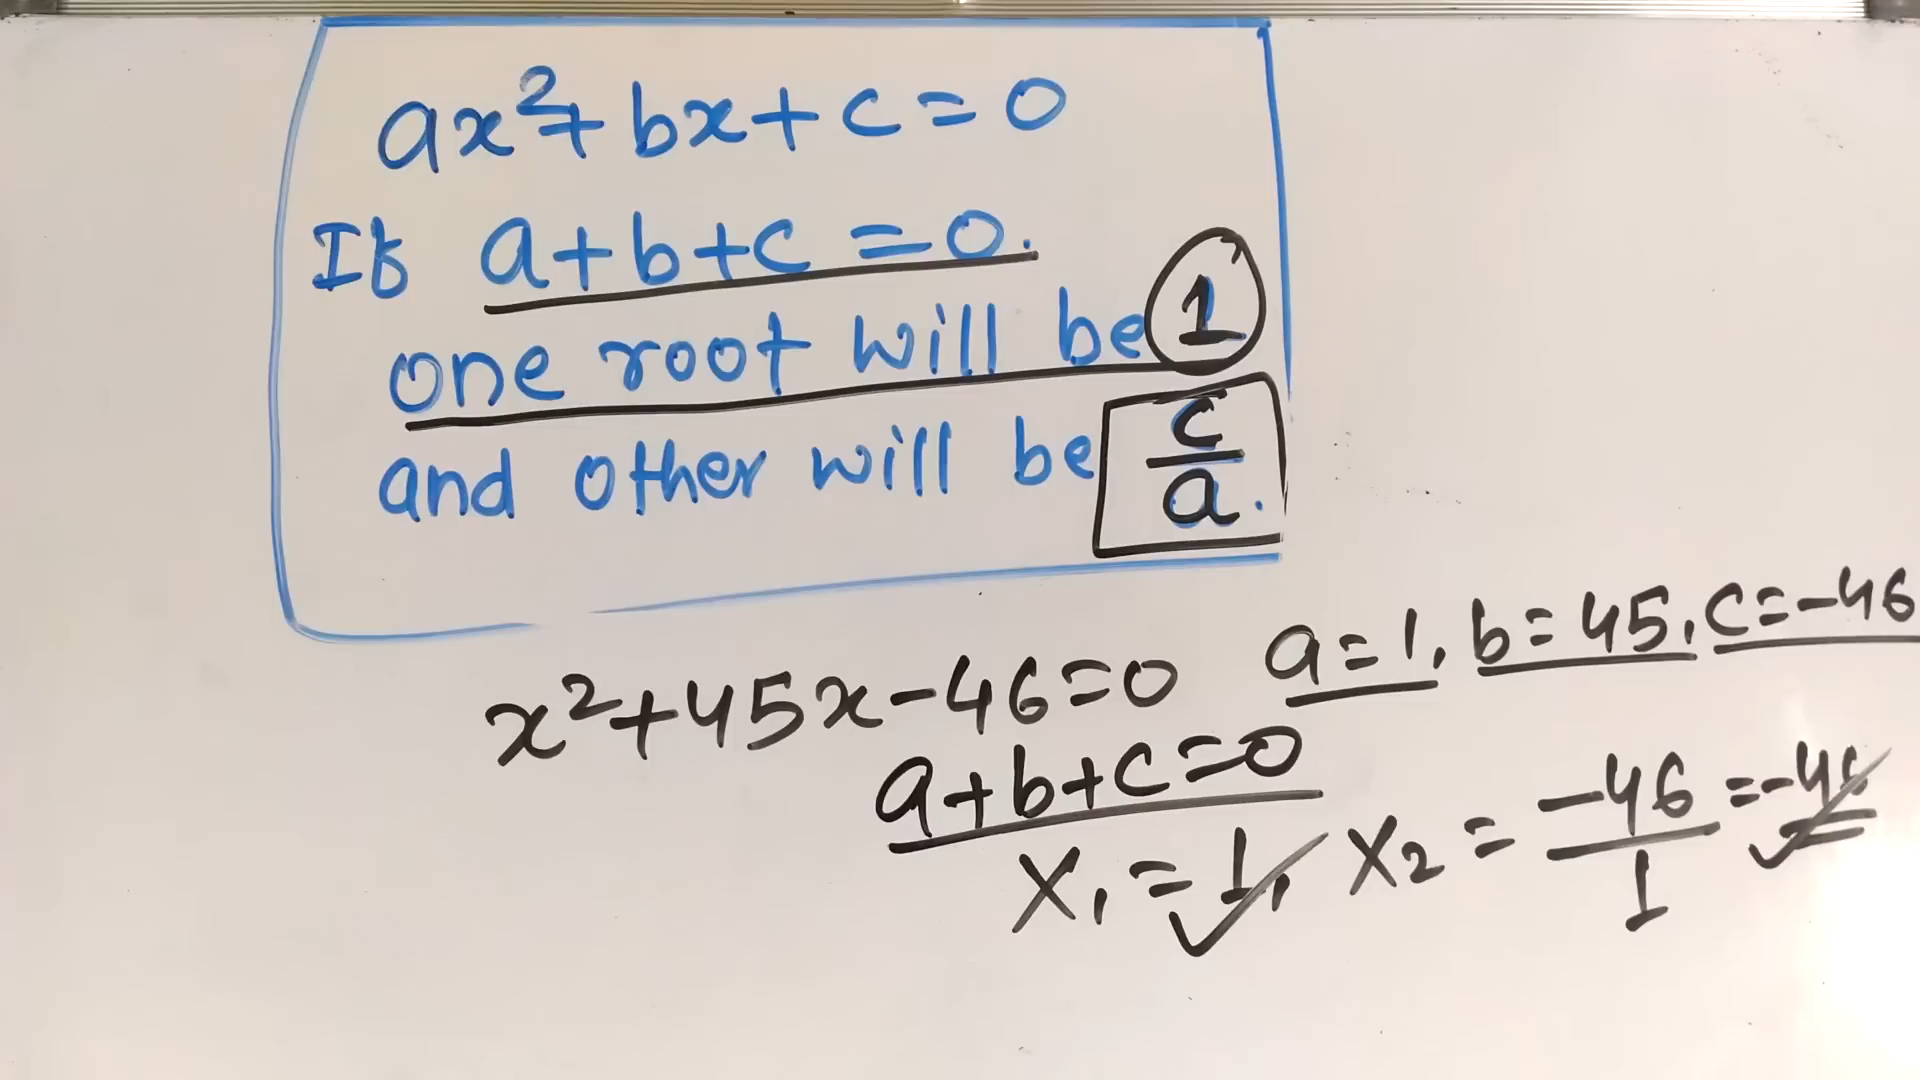 ax²+bx+c=0
If a+b+c=0.
one root will be 1
and other will be c/a.
x²+45x-46=0 a=1, b=45, c=-46
a+b+c=0
x₁=1, x₂=-46/1=-46